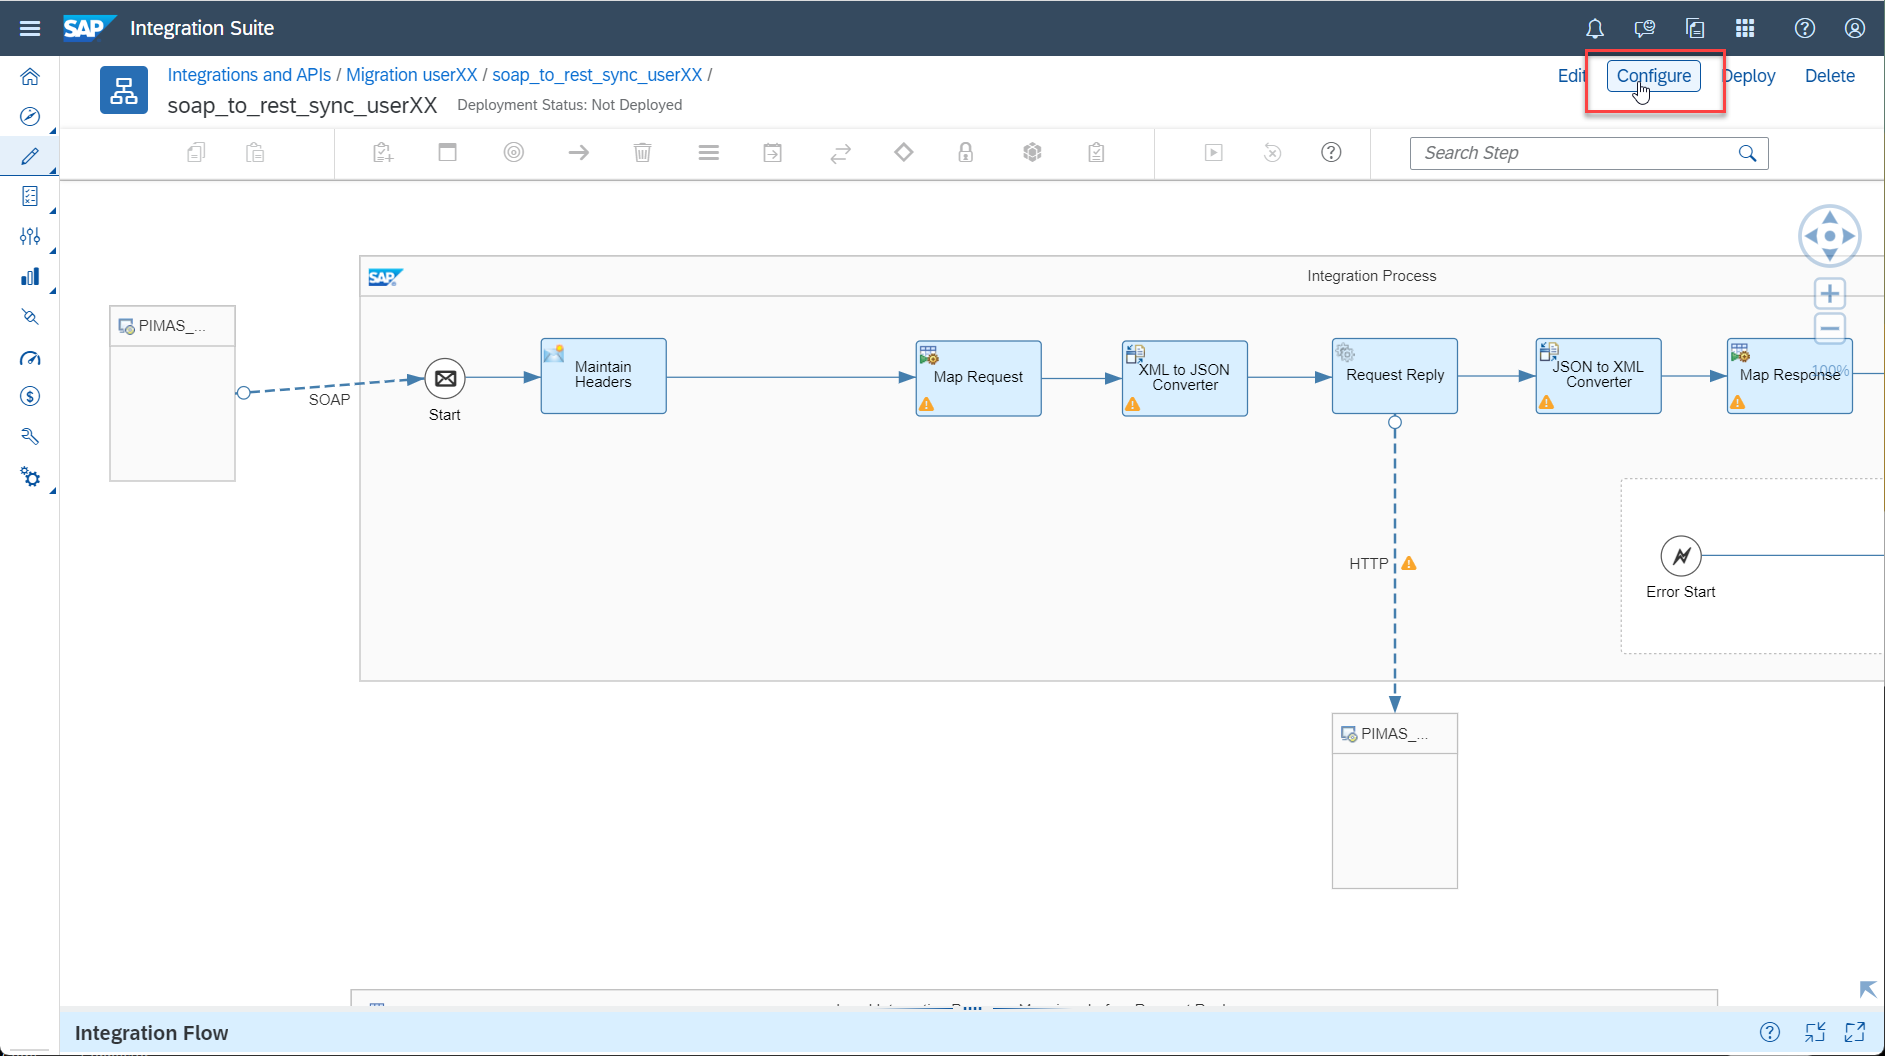 SAP Integration Suite
Integrations and APIs / Migration userXX / soap_to_rest_sync_userXX /
Edit Configure Deploy Delete
soap_to_rest_sync_userXX Deployment Status: Not Deployed
Search Step
SAP Integration Process
PIMAS_...
SOAP
Start
Maintain
Headers
Map Request
XML to JSON
Converter
Request Reply
JSON to XML
Converter
Map Response
100%
HTTP
Error Start
PIMAS_...
Integration Flow